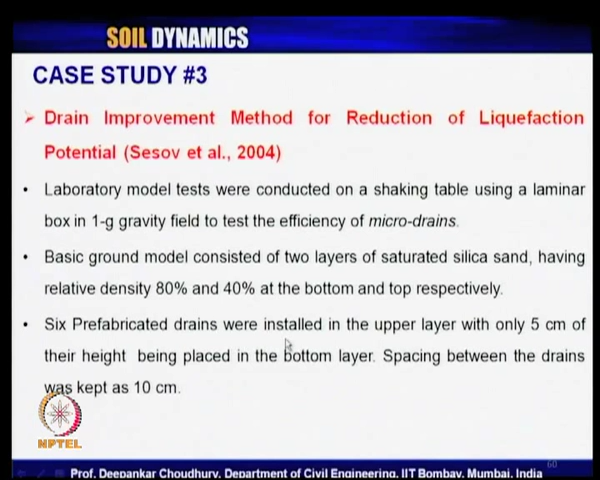 SOIL DYNAMICS
CASE STUDY #3
➢ Drain Improvement Method for Reduction of Liquefaction
Potential (Sesov et al., 2004)
• Laboratory model tests were conducted on a shaking table using a laminar
box in 1-g gravity field to test the efficiency of micro-drains.
• Basic ground model consisted of two layers of saturated silica sand, having
relative density 80% and 40% at the bottom and top respectively.
• Six Prefabricated drains were installed in the upper layer with only 5 cm of
their height being placed in the bottom layer. Spacing between the drains
was kept as 10 cm.
NPTEL
60
Prof. Deepankar Choudhury, Department of Civil Engineering, IIT Bombay, Mumbai, India